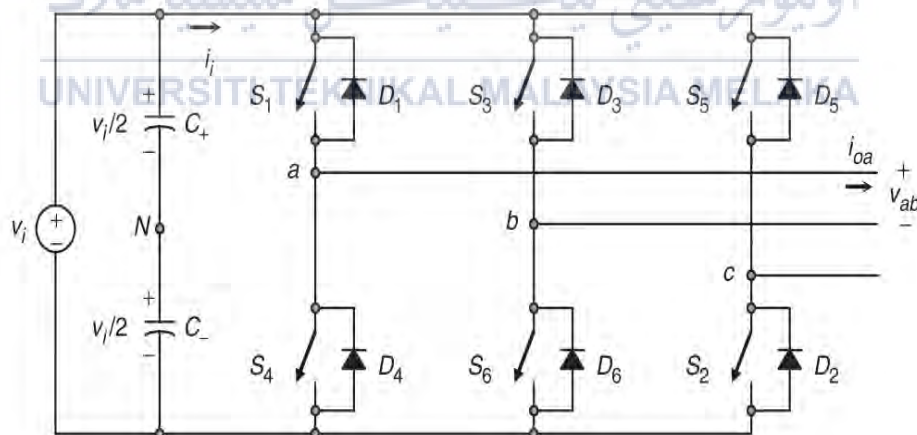 UNIVERSITI TEKNIKAL MALAYSIA MELAKA
i_i
+
v_i/2 C_+
−
S_1 D_1 S_3 D_3 S_5 D_5
a
i_oa
+
v_ab
−
v_i
+
−
N
b
c
+
v_i/2 C_−
−
S_4 D_4 S_6 D_6 S_2 D_2